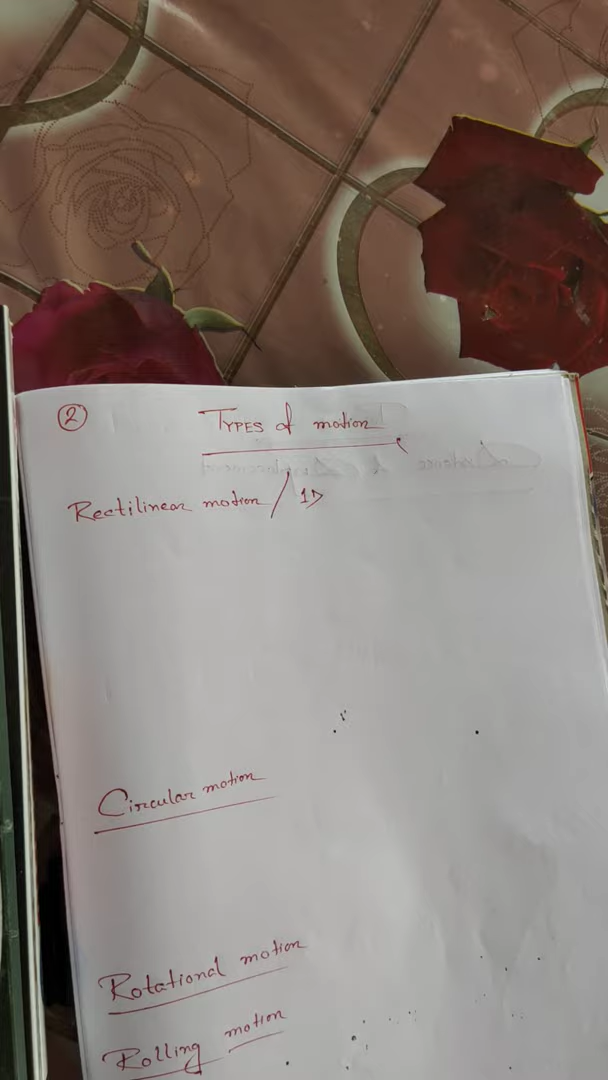 2
TYPES of motion
Rectilinear motion / 1D
Circular motion
Rotational motion
Rolling motion